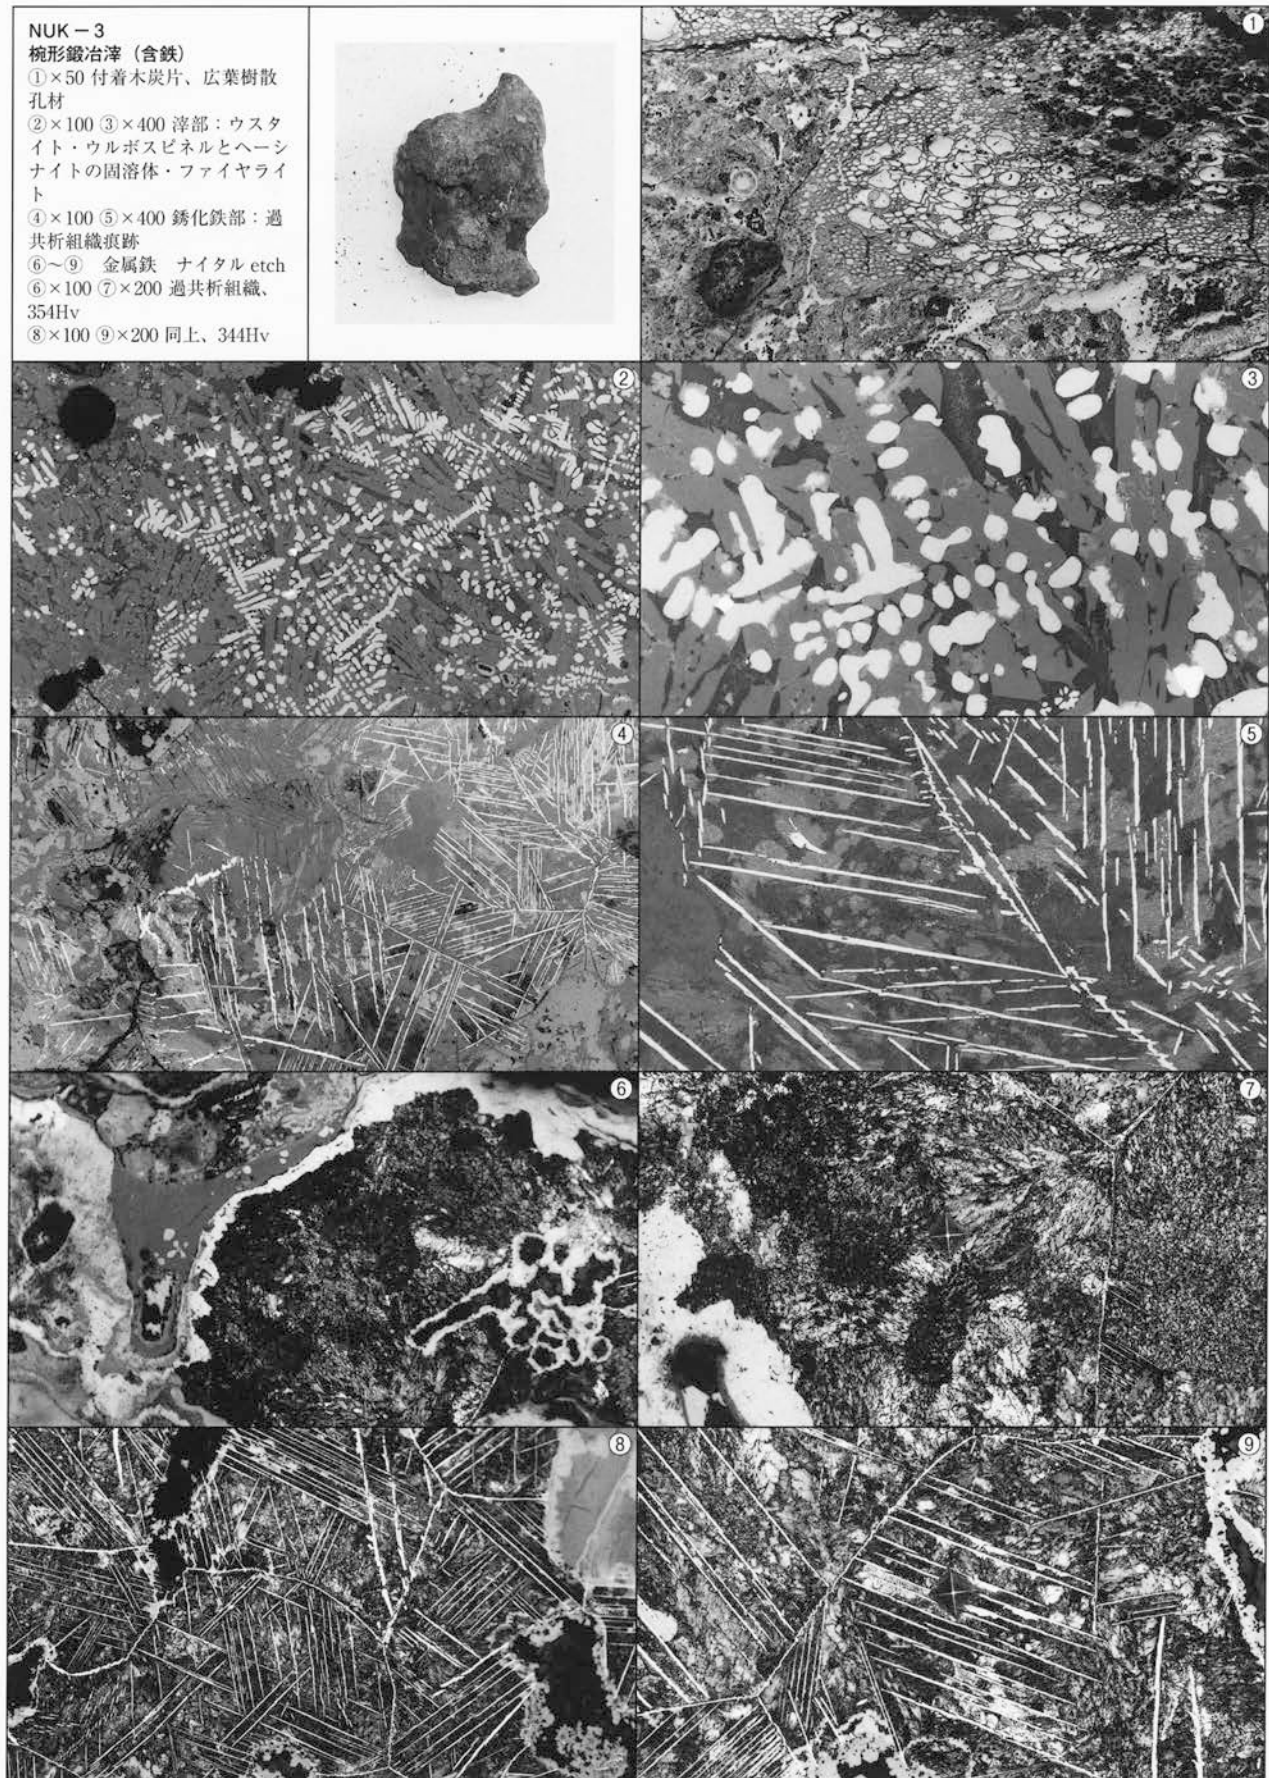 NUK－3
椀形鍛冶滓（含鉄）
①×50 付着木炭片、広葉樹散
孔材
②×100 ③×400 滓部：ウスタ
イト・ウルボスピネルとヘーシ
ナイトの固溶体・ファイヤライ
ト
④×100 ⑤×400 銹化鉄部：過
共析組織痕跡
⑥～⑨　金属鉄　ナイタル etch
⑥×100 ⑦×200 過共析組織、
354Hv
⑧×100 ⑨×200 同上、344Hv
①
②
③
④
⑤
⑥
⑦
⑧
⑨